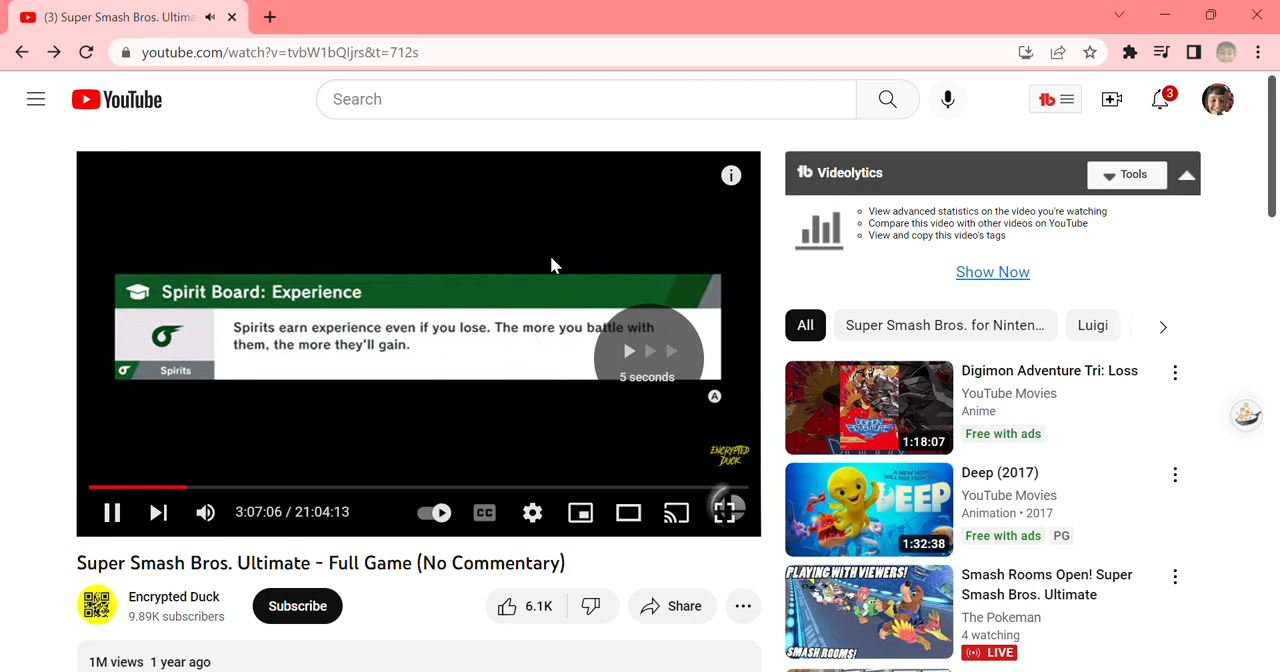 (3) Super Smash Bros. Ultima
youtube.com/watch?v=tvbW1bQIjrs&t=712s
YouTube
Search
3
Spirit Board: Experience
Spirits earn experience even if you lose. The more you battle with
them, the more they'll gain.
Spirits
5 seconds
A
ENCRYPTED
DUCK
3:07:06 / 21:04:13
CC
Super Smash Bros. Ultimate - Full Game (No Commentary)
Encrypted Duck
9.89K subscribers
Subscribe
6.1K
Share
1M views 1 year ago
Videolytics
Tools
View advanced statistics on the video you're watching
Compare this video with other videos on YouTube
View and copy this video's tags
Show Now
All
Super Smash Bros. for Ninten...
Luigi
Digimon Adventure Tri: Loss
YouTube Movies
Anime
Free with ads
1:18:07
Deep (2017)
YouTube Movies
Animation • 2017
Free with ads
PG
DEEP
1:32:38
Smash Rooms Open! Super
Smash Bros. Ultimate
The Pokeman
4 watching
LIVE
PLAYING WITH VIEWERS!
SMASH ROOMS!